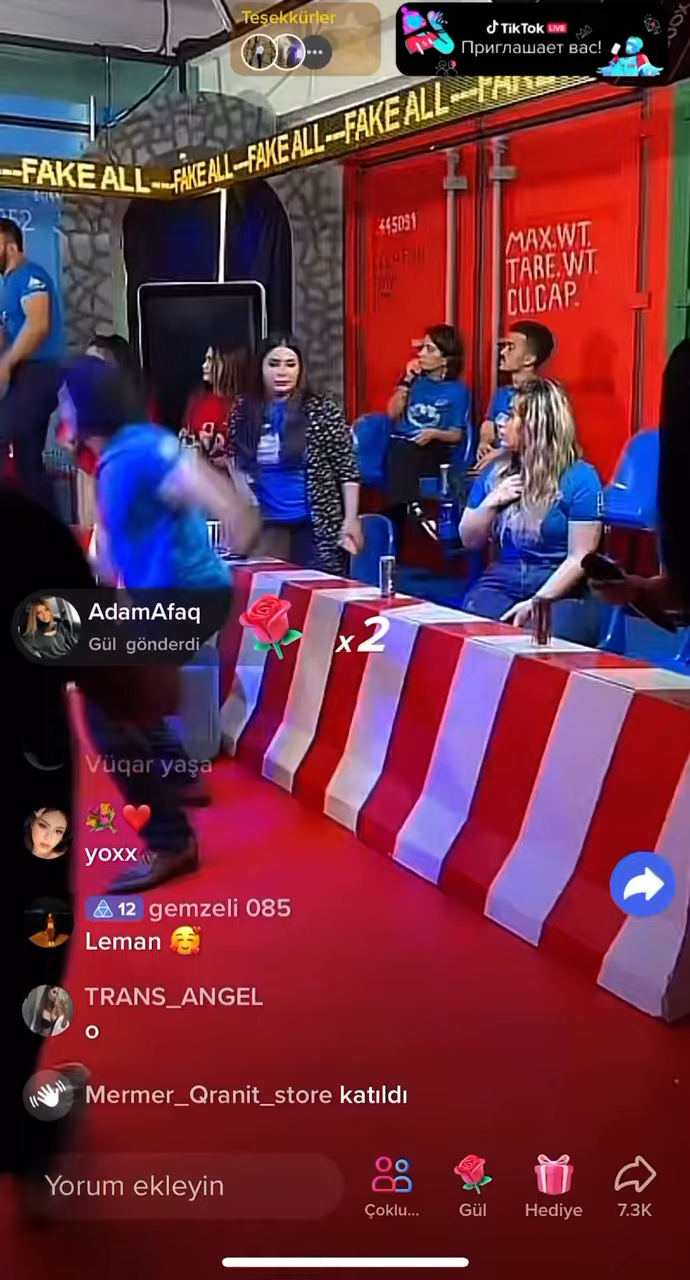 Teşekkürler
TikTok LIVE
Приглашает вас!
FAKE ALL---FAKE ALL---FAKE ALL---FAKE ALL---FAKE ALL---
445091
MAX.WT.
TARE.WT.
CU.CAP.
AdamAfaq
Gül gönderdi
x2
Vüqar yaşa
yoxx
12 gemzeli 085
Leman 🥰
TRANS_ANGEL
o
Mermer_Qranit_store katıldı
Yorum ekleyin
Çoklu...
Gül
Hediye
7.3K